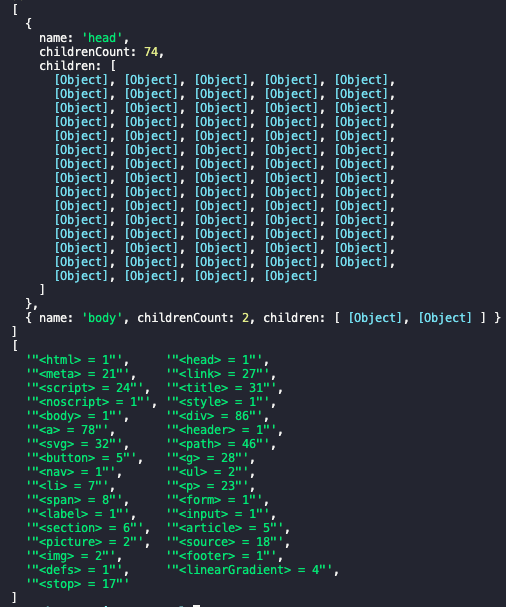 [
  {
    name: 'head',
    childrenCount: 74,
    children: [
      [Object], [Object], [Object], [Object], [Object],
      [Object], [Object], [Object], [Object], [Object],
      [Object], [Object], [Object], [Object], [Object],
      [Object], [Object], [Object], [Object], [Object],
      [Object], [Object], [Object], [Object], [Object],
      [Object], [Object], [Object], [Object], [Object],
      [Object], [Object], [Object], [Object], [Object],
      [Object], [Object], [Object], [Object], [Object],
      [Object], [Object], [Object], [Object], [Object],
      [Object], [Object], [Object], [Object], [Object],
      [Object], [Object], [Object], [Object], [Object],
      [Object], [Object], [Object], [Object], [Object],
      [Object], [Object], [Object], [Object], [Object],
      [Object], [Object], [Object], [Object], [Object],
      [Object], [Object], [Object], [Object]
    ]
  },
  { name: 'body', childrenCount: 2, children: [ [Object], [Object] ] }
]
[
  '"<html> = 1"',     '"<head> = 1"',
  '"<meta> = 21"',    '"<link> = 27"',
  '"<script> = 24"',  '"<title> = 31"',
  '"<noscript> = 1"', '"<style> = 1"',
  '"<body> = 1"',     '"<div> = 86"',
  '"<a> = 78"',       '"<header> = 1"',
  '"<svg> = 32"',     '"<path> = 46"',
  '"<button> = 5"',   '"<g> = 28"',
  '"<nav> = 1"',      '"<ul> = 2"',
  '"<li> = 7"',       '"<p> = 23"',
  '"<span> = 8"',     '"<form> = 1"',
  '"<label> = 1"',    '"<input> = 1"',
  '"<section> = 6"',  '"<article> = 5"',
  '"<picture> = 2"',  '"<source> = 18"',
  '"<img> = 2"',      '"<footer> = 1"',
  '"<defs> = 1"',     '"<linearGradient> = 4"',
  '"<stop> = 17"'
]